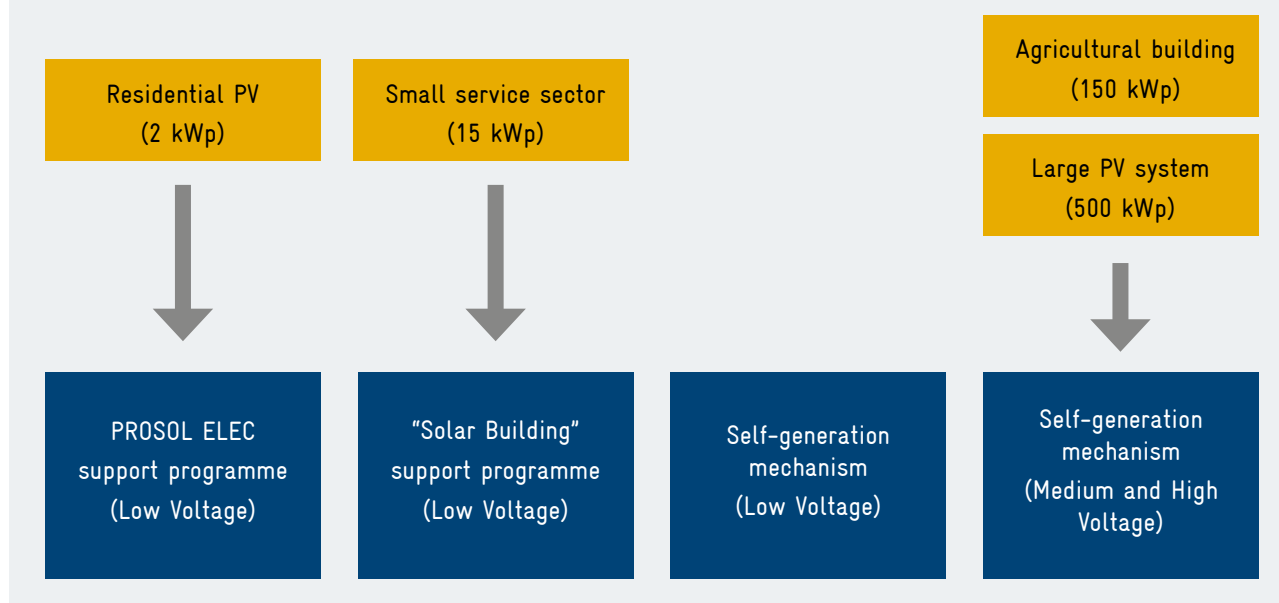 Residential PV
(2 kWp)
Small service sector
(15 kWp)
Agricultural building
(150 kWp)
Large PV system
(500 kWp)
PROSOL ELEC
support programme
(Low Voltage)
"Solar Building"
support programme
(Low Voltage)
Self-generation
mechanism
(Low Voltage)
Self-generation
mechanism
(Medium and High
Voltage)